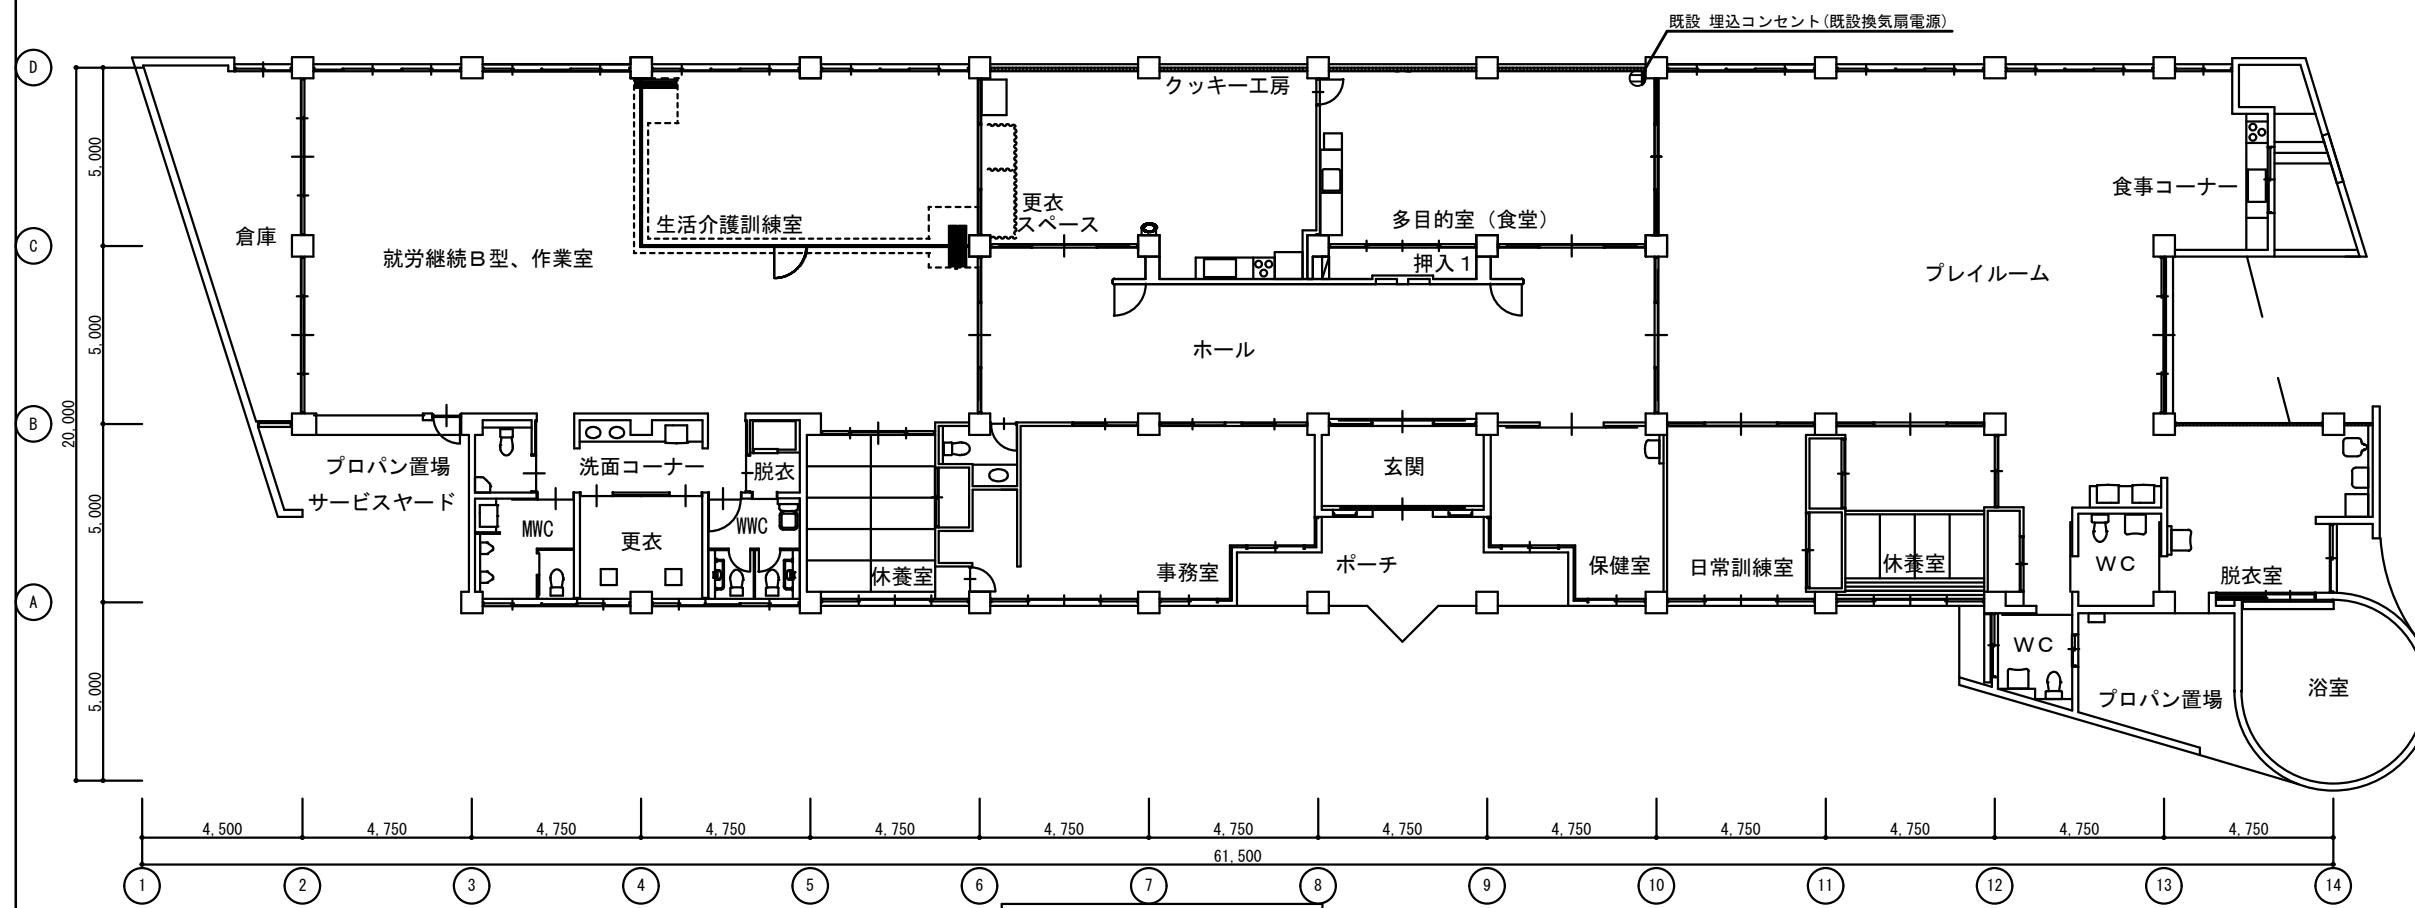 既設 埋込コンセント(既設換気扇電源)
D
クッキー工房
5,000
食事コーナー
更衣
スペース
多目的室（食堂）
生活介護訓練室
倉庫
C
就労継続Ｂ型、作業室
押入１
プレイルーム
5,000
ホール
B
20,000
プロパン置場
洗面コーナー
脱衣
玄関
サービスヤード
5,000
MWC
WWC
更衣
休養室
事務室
ポーチ
保健室
日常訓練室
休養室
ＷＣ
脱衣室
A
ＷＣ
5,000
プロパン置場
浴室
4,500 4,750 4,750 4,750 4,750 4,750 4,750 4,750 4,750 4,750 4,750 4,750 4,750
61,500
1 2 3 4 5 6 7 8 9 10 11 12 13 14